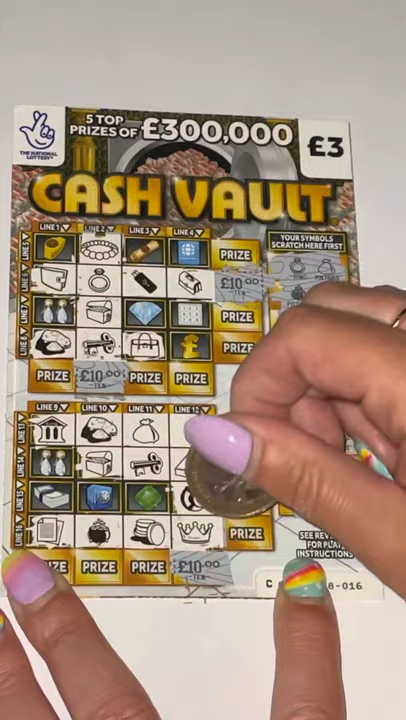 THE NATIONAL LOTTERY®
5 TOP PRIZES OF £300,000
£3
CASH VAULT
LINE 1 LINE 2 LINE 3 LINE 4
YOUR SYMBOLS
SCRATCH HERE FIRST
LINE 5 PRIZE
LINE 6 £10.00
TEN
LINE 7 PRIZE
LINE 8 PRIZE
PRIZE £10.00 PRIZE PRIZE
TEN
LINE 9 LINE 10 LINE 11 LINE 12
LINE 13
LINE 14
LINE 15
LINE 16 PRIZE
PRIZE PRIZE £10.00
TEN
FOR PLAY
INSTRUCTIONS
8-016